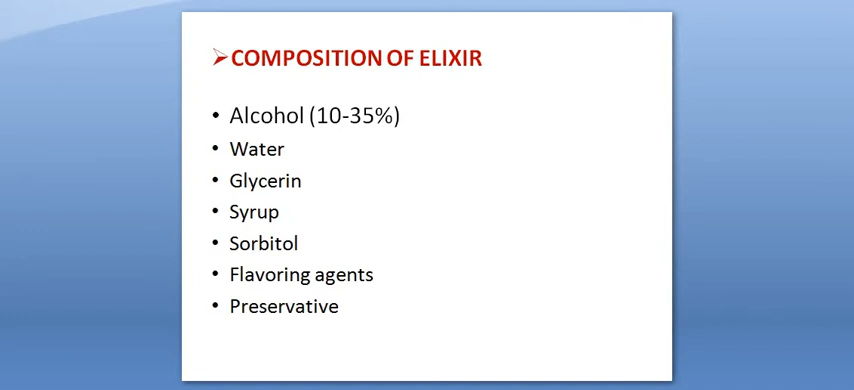 COMPOSITION OF ELIXIR
• Alcohol (10-35%)
• Water
• Glycerin
• Syrup
• Sorbitol
• Flavoring agents
• Preservative